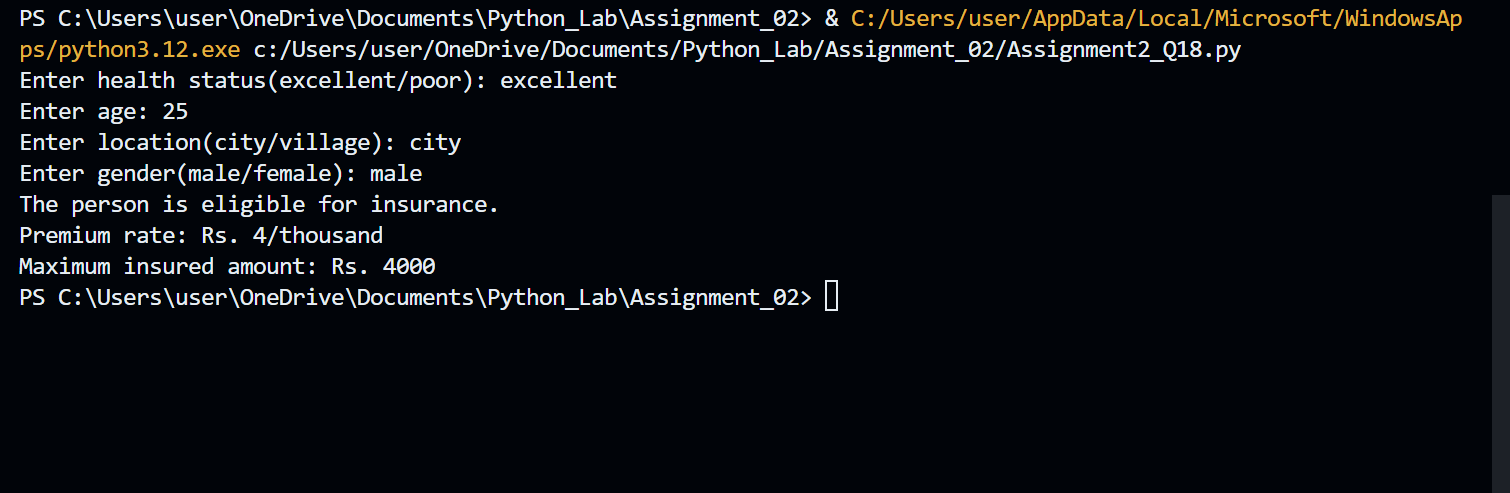 PS C:\Users\user\OneDrive\Documents\Python_Lab\Assignment_02> & C:/Users/user/AppData/Local/Microsoft/WindowsAp
ps/python3.12.exe c:/Users/user/OneDrive/Documents/Python_Lab/Assignment_02/Assignment2_Q18.py
Enter health status(excellent/poor): excellent
Enter age: 25
Enter location(city/village): city
Enter gender(male/female): male
The person is eligible for insurance.
Premium rate: Rs. 4/thousand
Maximum insured amount: Rs. 4000
PS C:\Users\user\OneDrive\Documents\Python_Lab\Assignment_02>